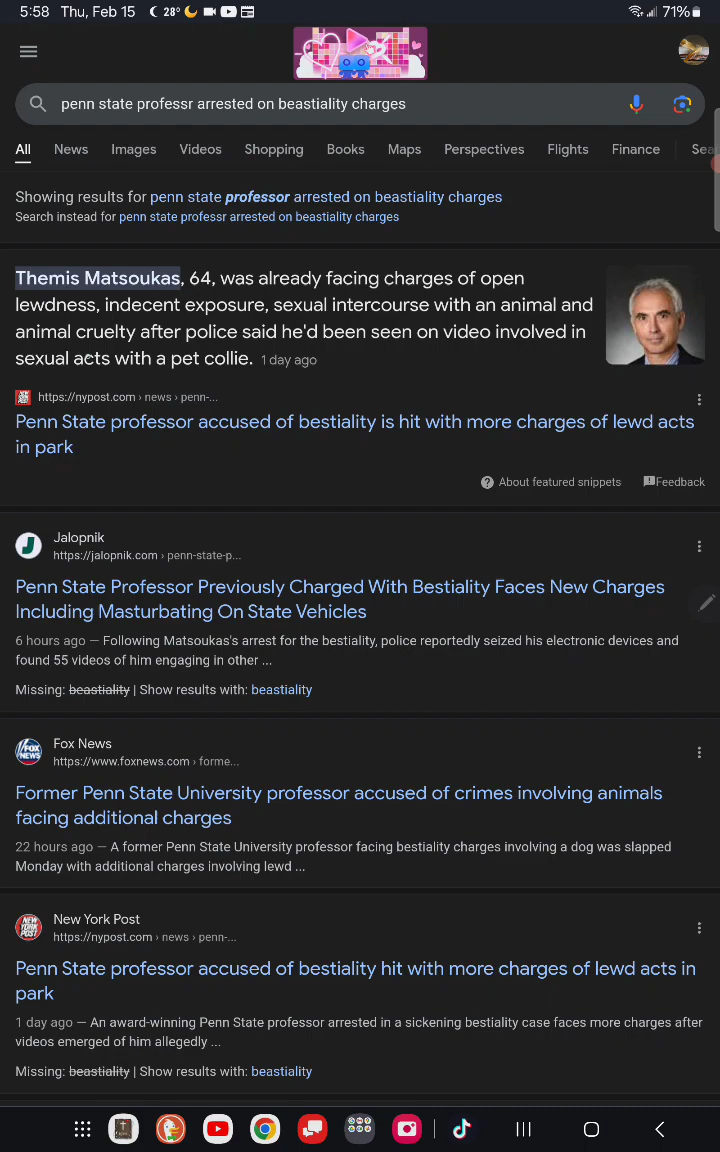 5:58 Thu, Feb 15 28° 71%
penn state professr arrested on beastiality charges
All News Images Videos Shopping Books Maps Perspectives Flights Finance Sea
Showing results for penn state professor arrested on beastiality charges
Search instead for penn state professr arrested on beastiality charges
Themis Matsoukas, 64, was already facing charges of open
lewdness, indecent exposure, sexual intercourse with an animal and
animal cruelty after police said he'd been seen on video involved in
sexual acts with a pet collie. 1 day ago
https://nypost.com › news › penn-...
Penn State professor accused of bestiality is hit with more charges of lewd acts
in park
About featured snippets Feedback
Jalopnik
https://jalopnik.com › penn-state-p...
Penn State Professor Previously Charged With Bestiality Faces New Charges
Including Masturbating On State Vehicles
6 hours ago — Following Matsoukas's arrest for the bestiality, police reportedly seized his electronic devices and
found 55 videos of him engaging in other ...
Missing: beastiality | Show results with: beastiality
FOX NEWS
Fox News
https://www.foxnews.com › forme...
Former Penn State University professor accused of crimes involving animals
facing additional charges
22 hours ago — A former Penn State University professor facing bestiality charges involving a dog was slapped
Monday with additional charges involving lewd ...
NEW YORK POST
New York Post
https://nypost.com › news › penn-...
Penn State professor accused of bestiality hit with more charges of lewd acts in
park
1 day ago — An award-winning Penn State professor arrested in a sickening bestiality case faces more charges after
videos emerged of him allegedly ...
Missing: beastiality | Show results with: beastiality